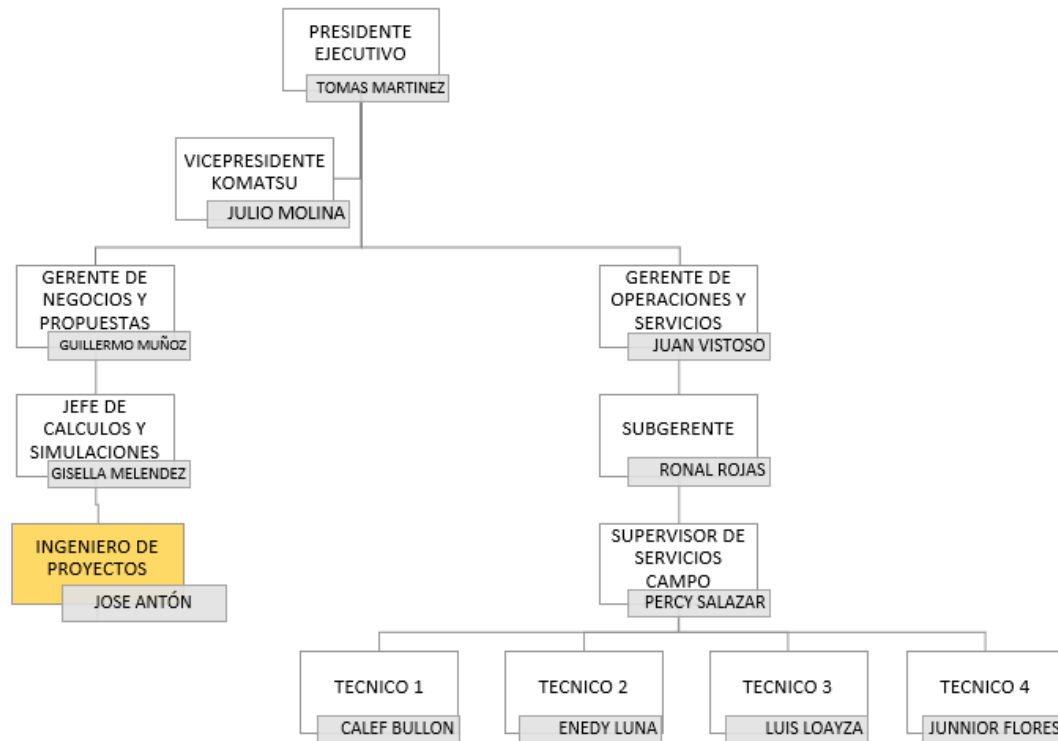 PRESIDENTE
EJECUTIVO
TOMAS MARTINEZ
VICEPRESIDENTE
KOMATSU
JULIO MOLINA
GERENTE DE
NEGOCIOS Y
PROPUESTAS
GUILLERMO MUÑOZ
GERENTE DE
OPERACIONES Y
SERVICIOS
JUAN VISTOSO
JEFE DE
CALCULOS Y
SIMULACIONES
GISELLA MELENDEZ
SUBGERENTE
RONAL ROJAS
INGENIERO DE
PROYECTOS
JOSE ANTÓN
SUPERVISOR DE
SERVICIOS
CAMPO
PERCY SALAZAR
TECNICO 1
CALEF BULLON
TECNICO 2
ENEDY LUNA
TECNICO 3
LUIS LOAYZA
TECNICO 4
JUNNIOR FLORES